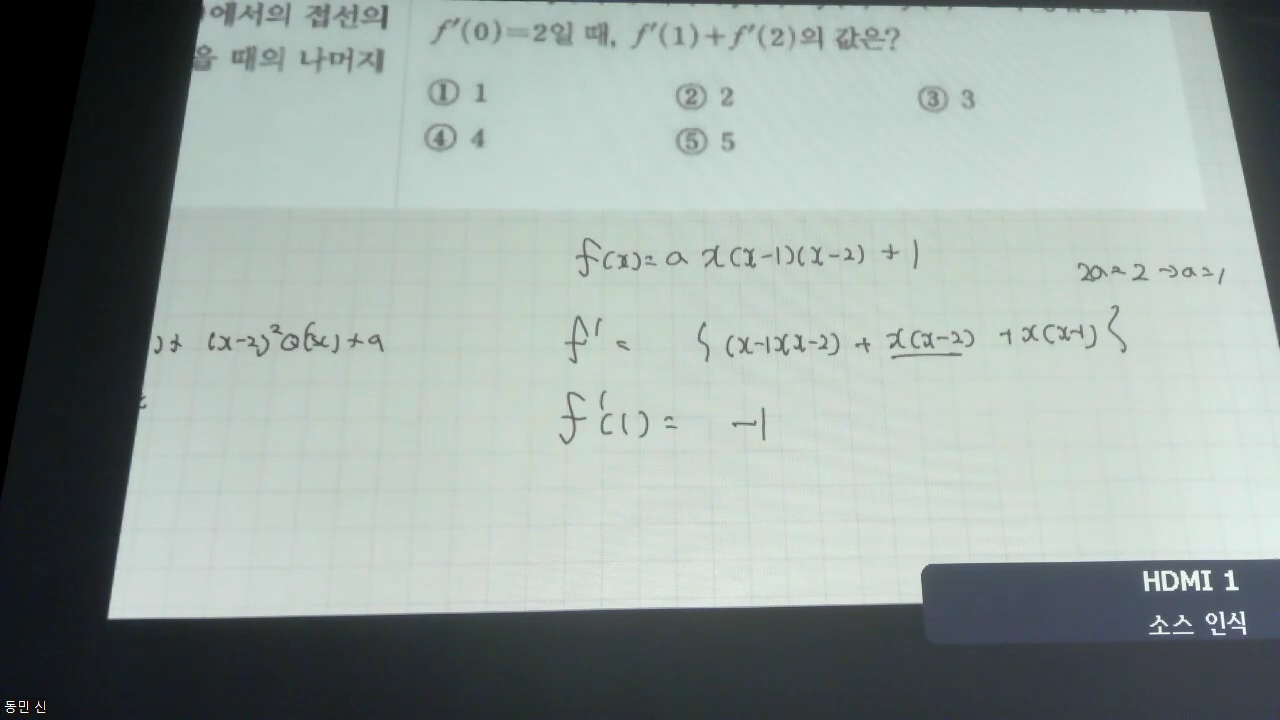 에서의 접선의
을 때의 나머지
f′(0)=2일 때, f′(1)+f′(2)의 값은?
① 1 ② 2 ③ 3
④ 4 ⑤ 5
f(x)= a x(x-1)(x-2) + 1
2a=2 → a=1
(x-2)²Q(x)+a
f′ = { (x-1)(x-2) + x(x-2) + x(x-1) }
f′(1) = -1
HDMI 1
소스 인식
동민 신